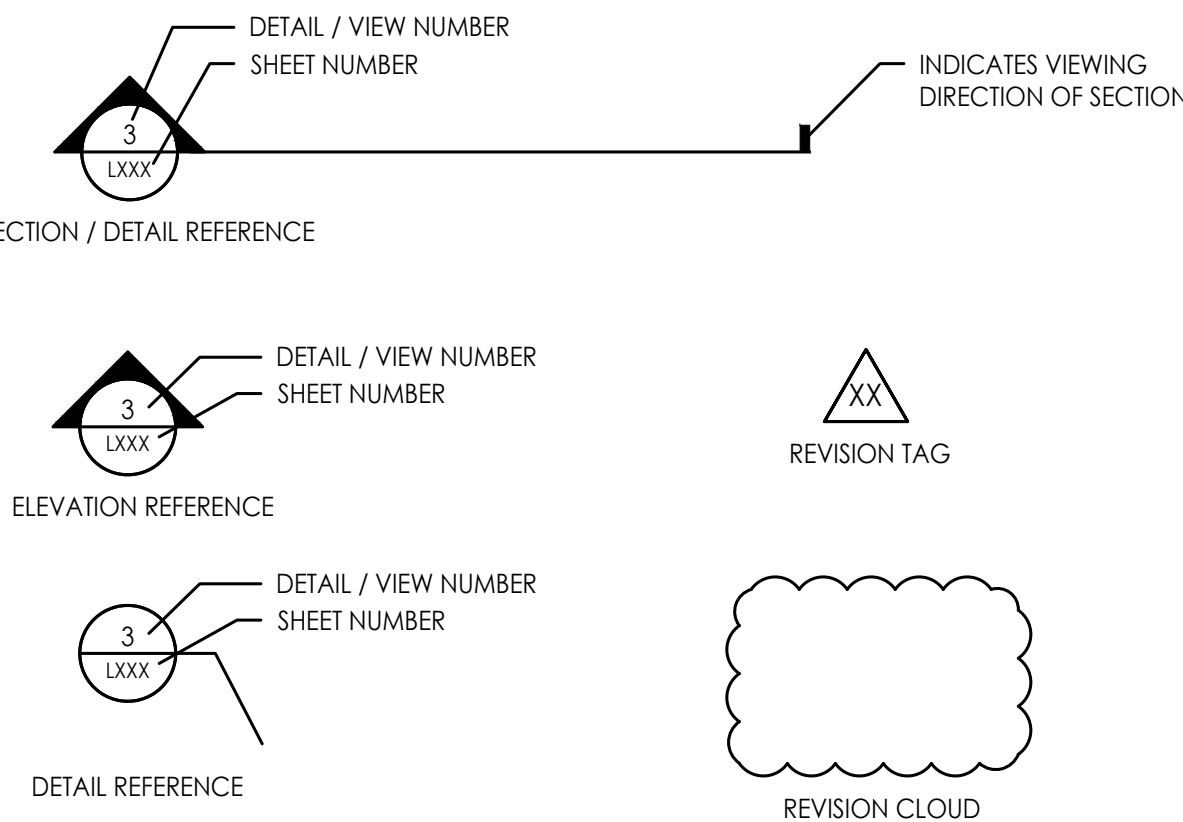 DETAIL / VIEW NUMBER
SHEET NUMBER
INDICATES VIEWING
DIRECTION OF SECTION
3
LXXX
ECTION / DETAIL REFERENCE
DETAIL / VIEW NUMBER
SHEET NUMBER
3
LXXX
ELEVATION REFERENCE
XX
REVISION TAG
DETAIL / VIEW NUMBER
SHEET NUMBER
3
LXXX
DETAIL REFERENCE
REVISION CLOUD